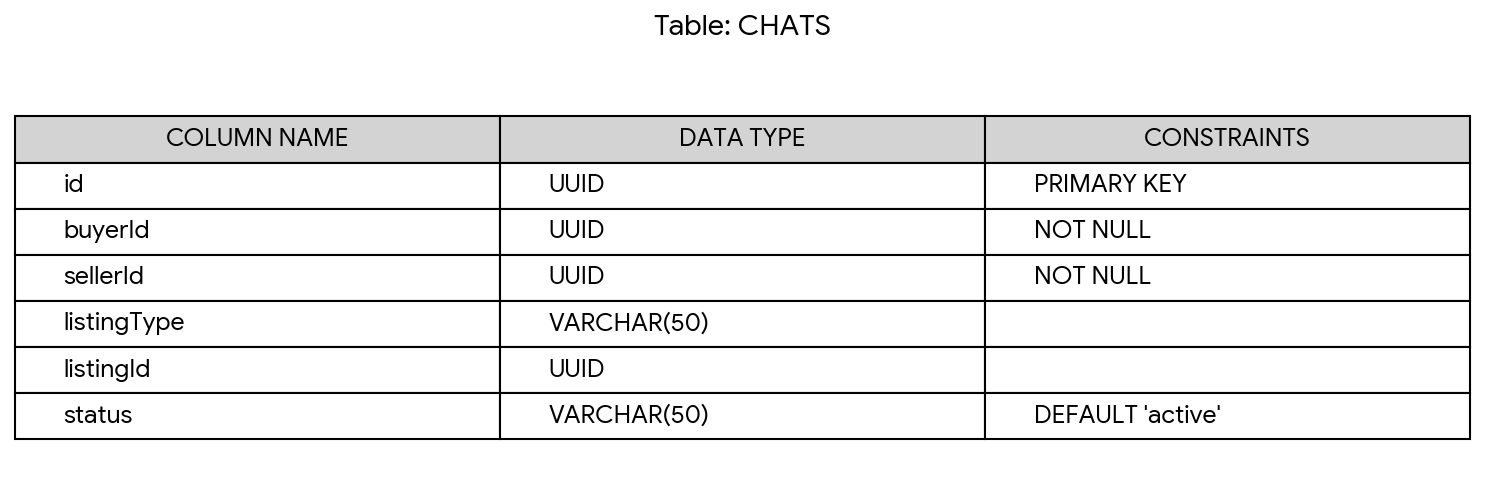 Table: CHATS
COLUMN NAME DATA TYPE CONSTRAINTS
id UUID PRIMARY KEY
buyerId UUID NOT NULL
sellerId UUID NOT NULL
listingType VARCHAR(50)
listingId UUID
status VARCHAR(50) DEFAULT 'active'